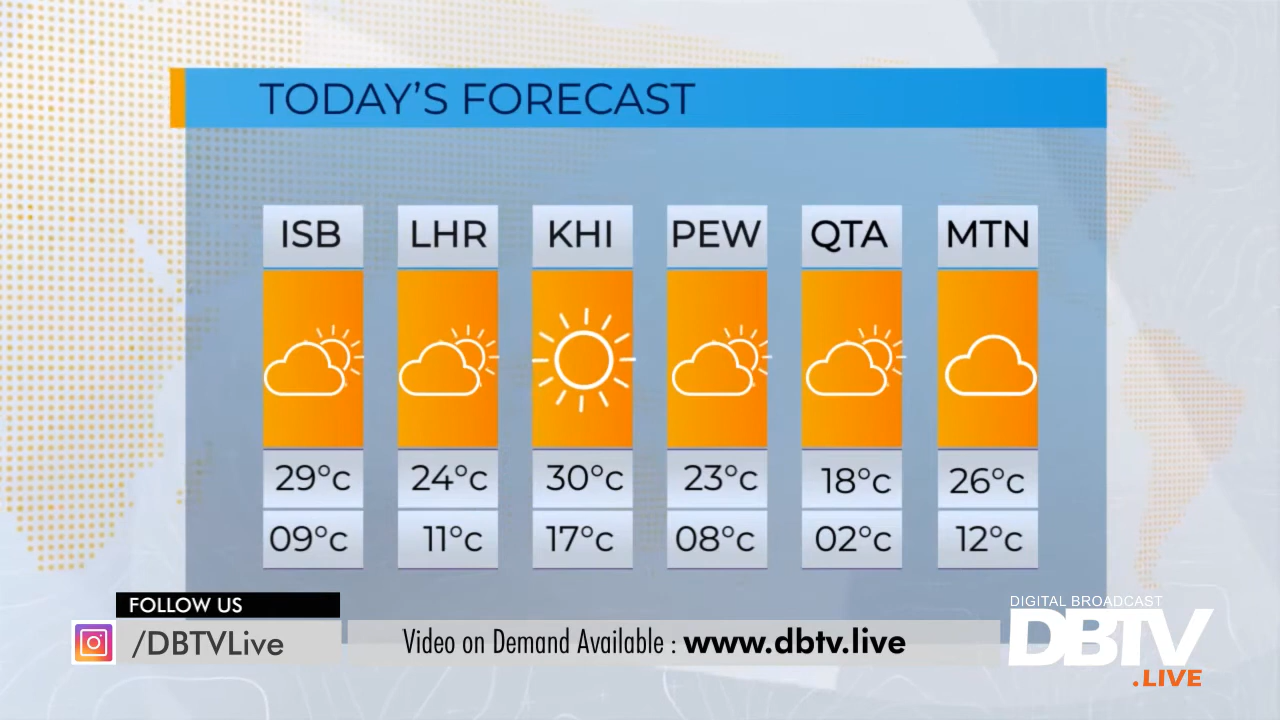 TODAY'S FORECAST
ISB LHR KHI PEW QTA MTN
29°c 24°c 30°c 23°c 18°c 26°c
09°c 11°c 17°c 08°c 02°c 12°c
FOLLOW US
/DBTVLive
Video on Demand Available : www.dbtv.live
DIGITAL BROADCAST
DBTV
.LIVE